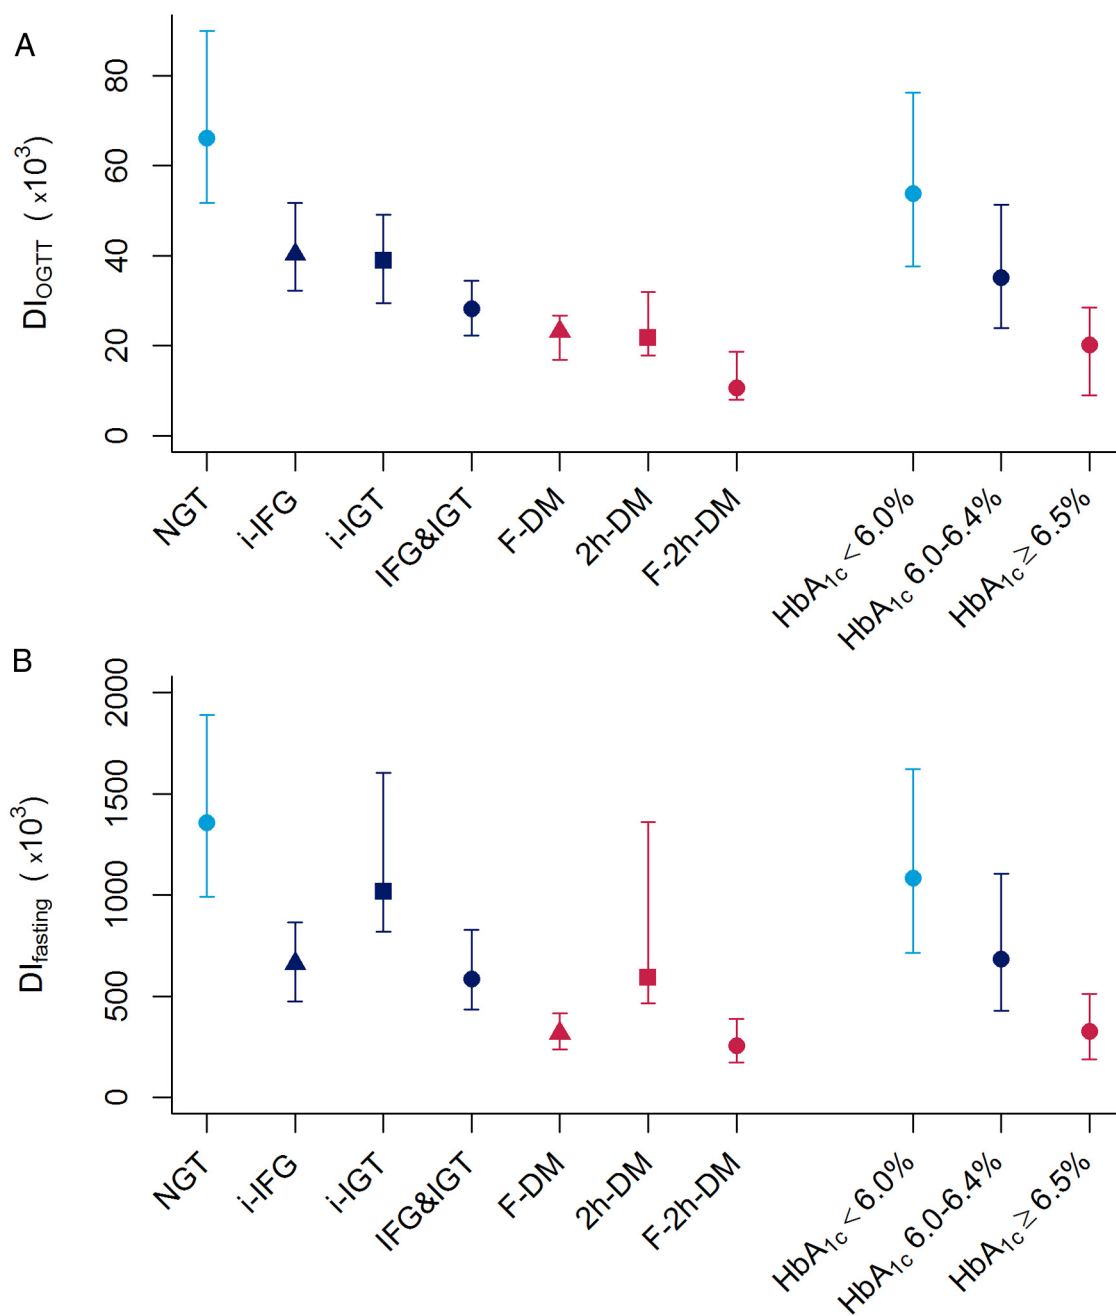 A
DI_OGTT ( x10³)
80
60
40
20
0
NGT
i-IFG
i-IGT
IFG&IGT
F-DM
2h-DM
F-2h-DM
HbA₁c < 6.0%
HbA₁c 6.0-6.4%
HbA₁c ≥ 6.5%
B
DI_fasting ( x10³)
2000
1500
1000
500
0
NGT
i-IFG
i-IGT
IFG&IGT
F-DM
2h-DM
F-2h-DM
HbA₁c < 6.0%
HbA₁c 6.0-6.4%
HbA₁c ≥ 6.5%